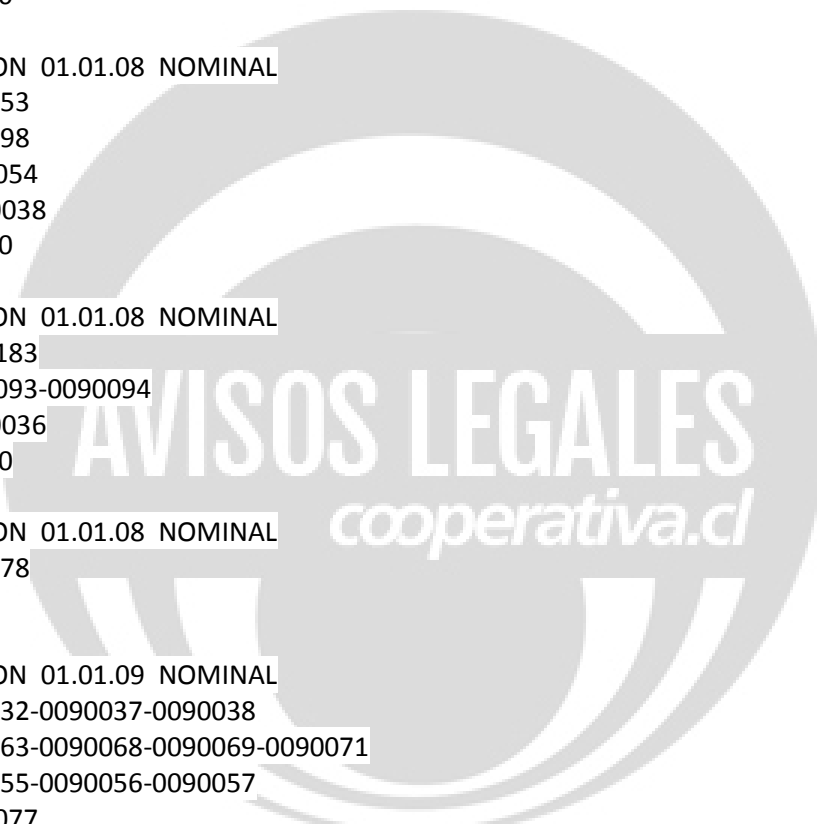 ON 01.01.08 NOMINAL
53
98
054
0038
0
ON 01.01.08 NOMINAL
183
093-0090094
0036
0
AVISOS LEGALES
cooperativa.cl
ON 01.01.08 NOMINAL
78
ON 01.01.09 NOMINAL
32-0090037-0090038
63-0090068-0090069-0090071
55-0090056-0090057
077